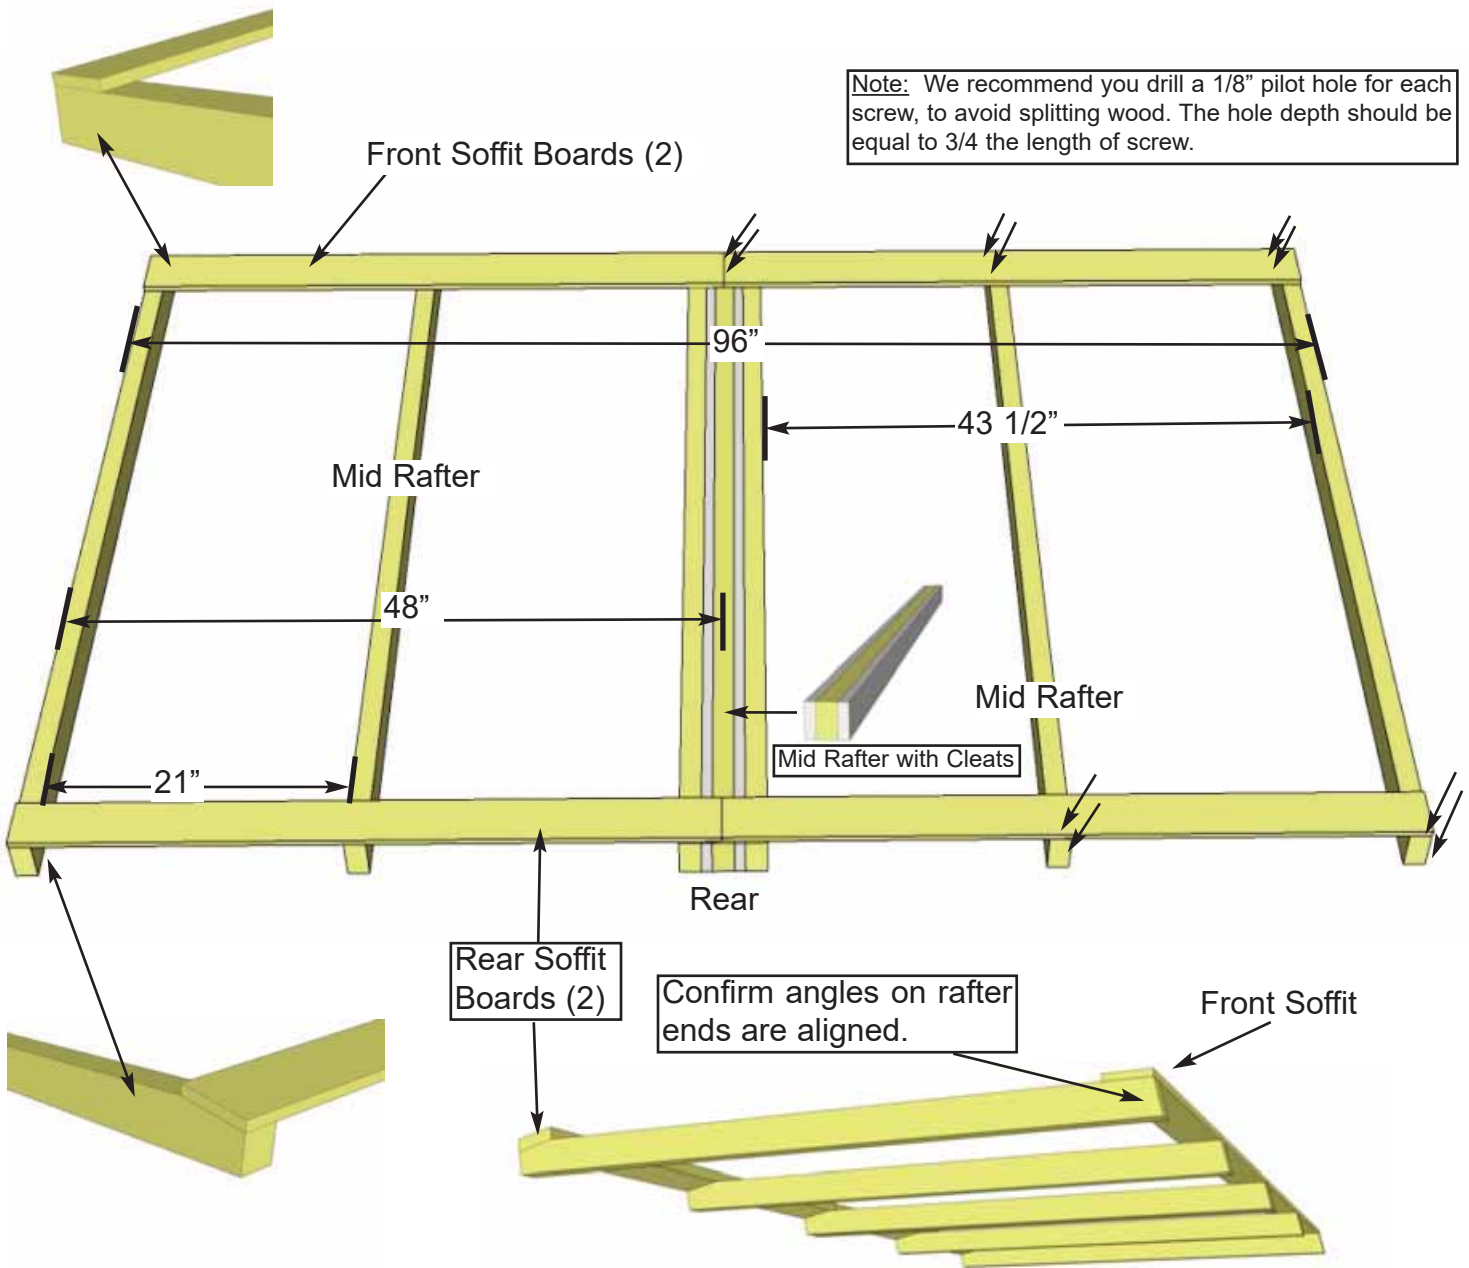 Note: We recommend you drill a 1/8” pilot hole for each
screw, to avoid splitting wood. The hole depth should be
equal to 3/4 the length of screw.
Front Soffit Boards (2)
96”
43 1/2”
Mid Rafter
48”
Mid Rafter
Mid Rafter with Cleats
21”
Rear
Rear Soffit
Boards (2)
Confirm angles on rafter
ends are aligned.
Front Soffit